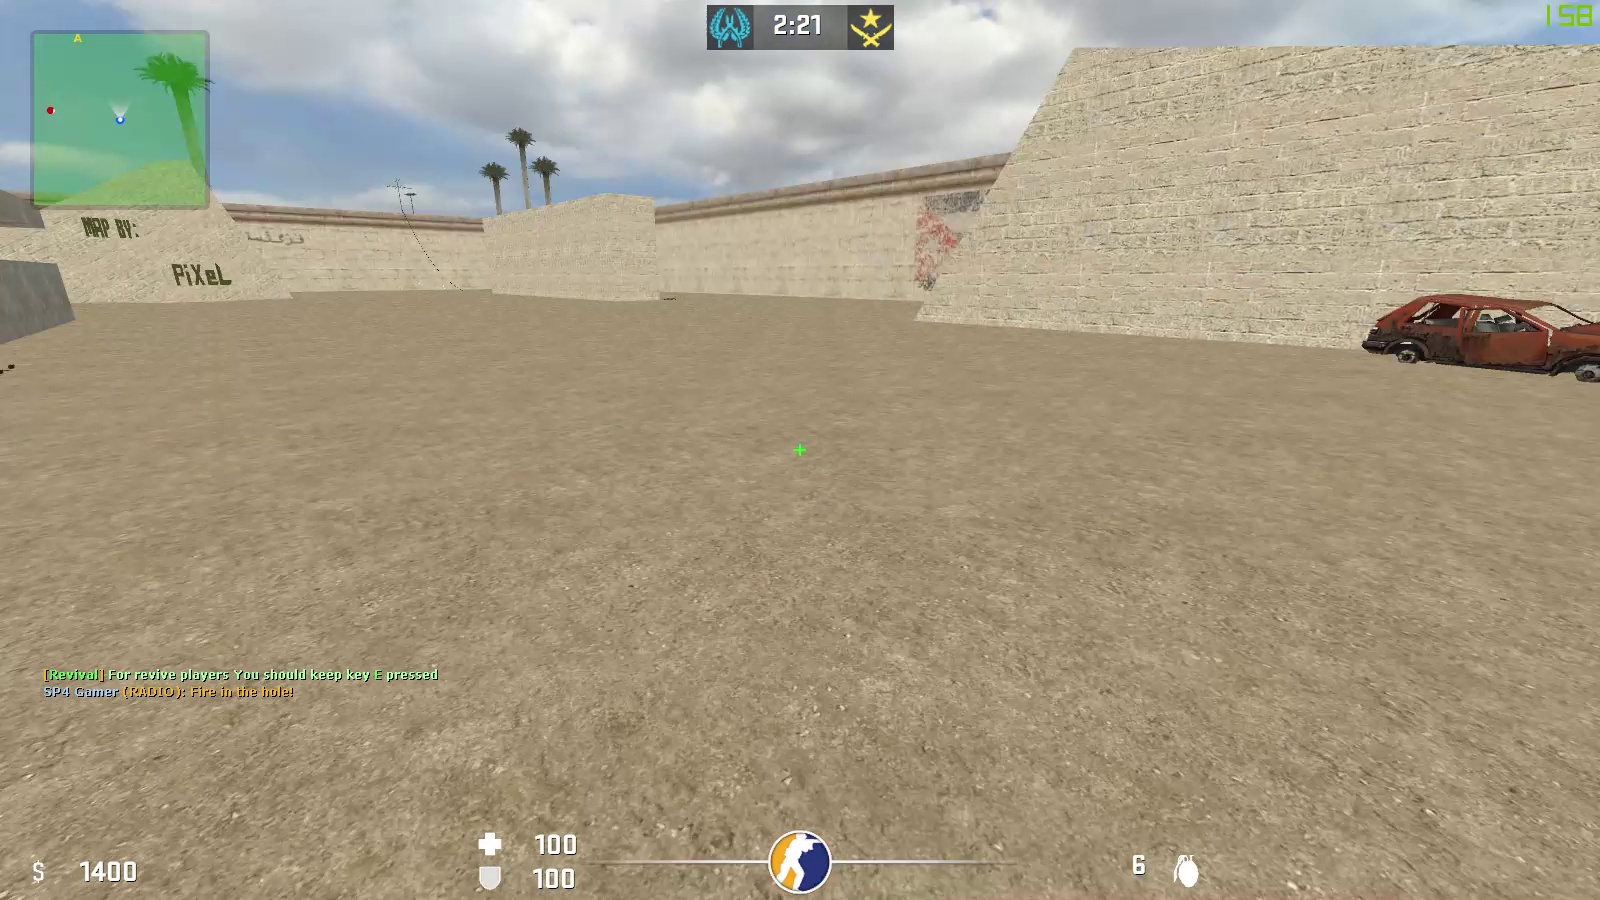 2:21
158
A
MAP BY:
PiXeL
[Revival] For revive players You should keep key E pressed
SP4 Gamer (RADIO): Fire in the hole!
100
$ 1400
100
6